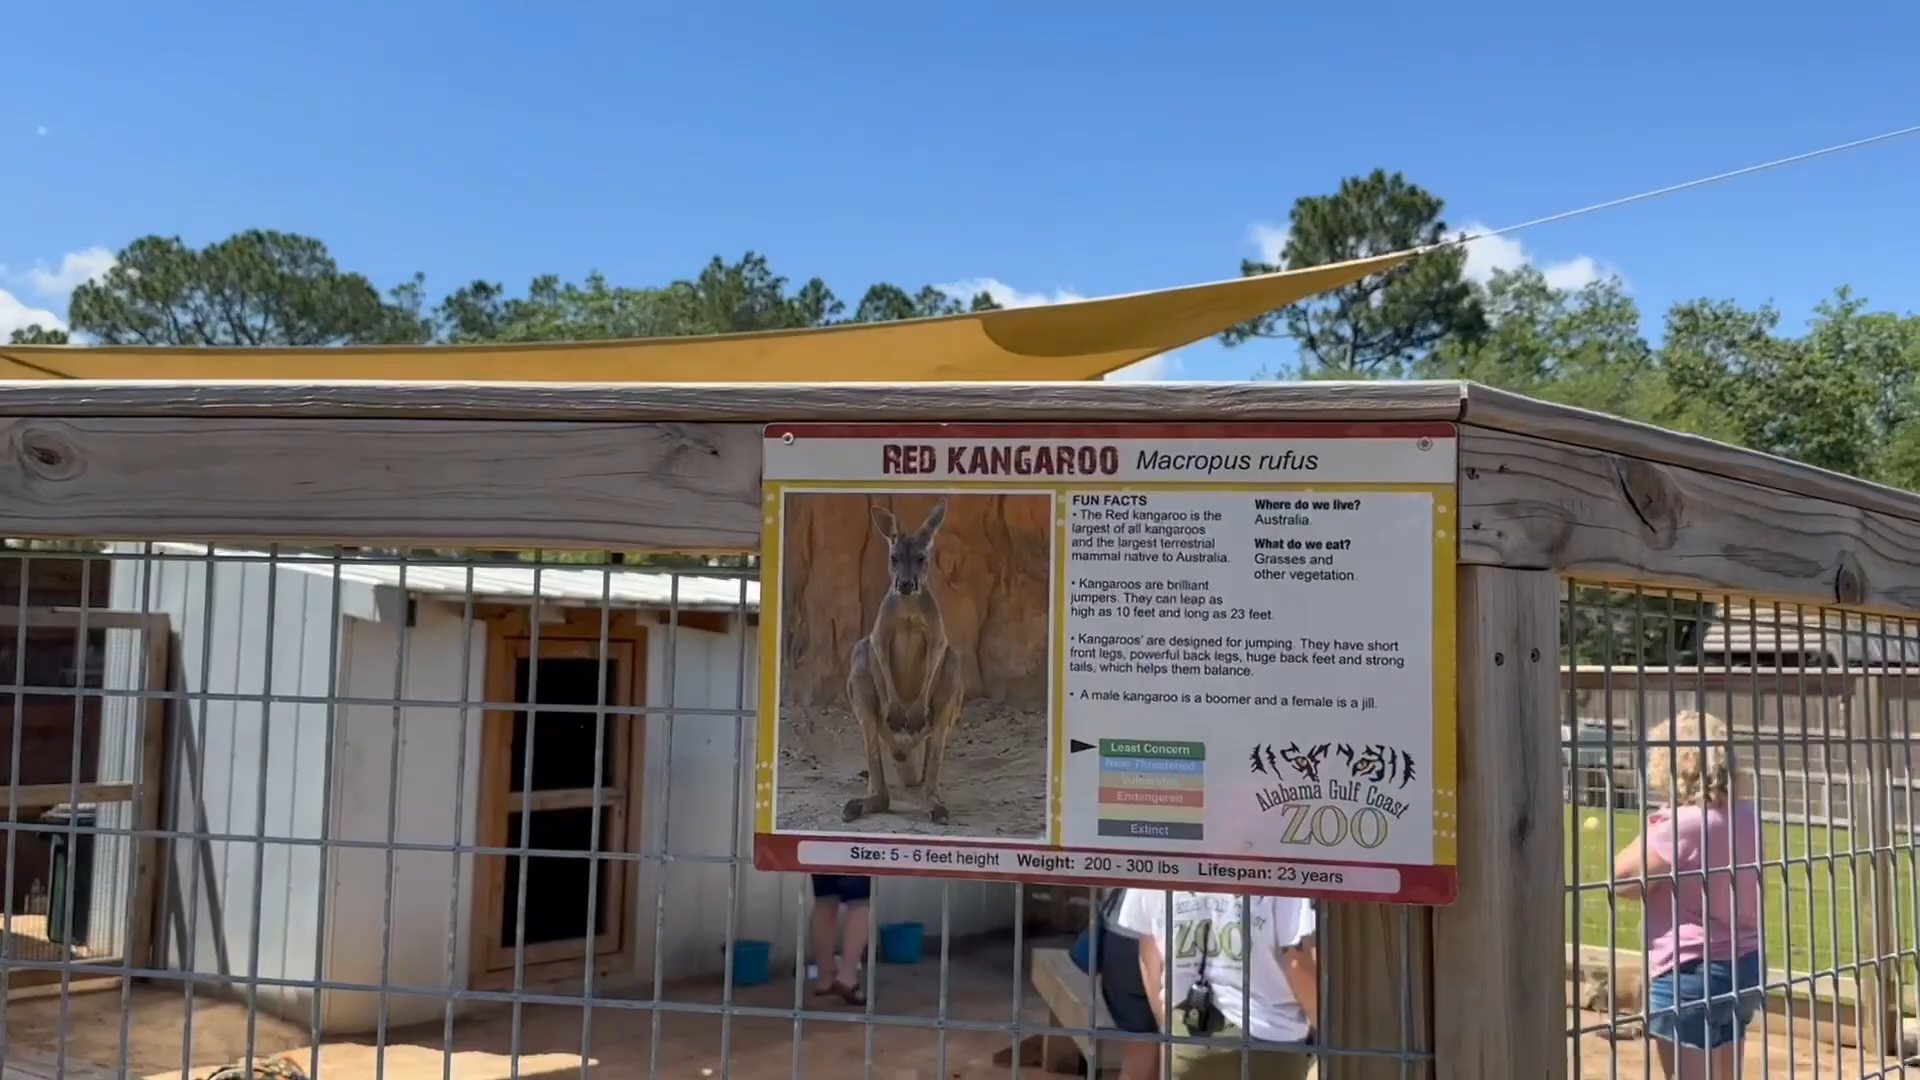 RED KANGAROO Macropus rufus
FUN FACTS
• The Red kangaroo is the
largest of all kangaroos
and the largest terrestrial
mammal native to Australia.
• Kangaroos are brilliant
jumpers. They can leap as
high as 10 feet and long as 23 feet.
• Kangaroos' are designed for jumping. They have short
front legs, powerful back legs, huge back feet and strong
tails, which helps them balance.
• A male kangaroo is a boomer and a female is a jill.
Where do we live?
Australia.
What do we eat?
Grasses and
other vegetation.
Least Concern
Near Threatened
Vulnerable
Endangered
Extinct
Alabama Gulf Coast
ZOO
Size: 5 - 6 feet height Weight: 200 - 300 lbs Lifespan: 23 years
ZOO